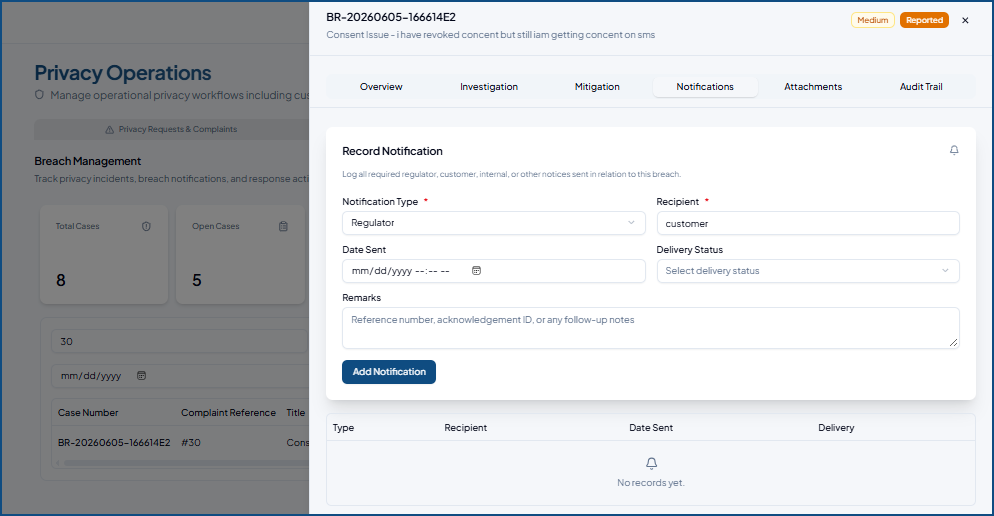 Privacy Operations
Manage operational privacy workflows including cus
Privacy Requests & Complaints
Breach Management
Track privacy incidents, breach notifications, and response acti
Total Cases
Open Cases
8
5
30
mm/dd/yyyy
Case Number Complaint Reference Title
BR-20260605-166614E2 #30 Cons
BR-20260605-166614E2
Medium Reported
Consent Issue - i have revoked concent but still iam getting concent on sms
Overview Investigation Mitigation Notifications Attachments Audit Trail
Record Notification
Log all required regulator, customer, internal, or other notices sent in relation to this breach.
Notification Type * Recipient *
Regulator customer
Date Sent Delivery Status
mm/dd/yyyy --:-- -- Select delivery status
Remarks
Reference number, acknowledgement ID, or any follow-up notes
Add Notification
Type Recipient Date Sent Delivery
No records yet.